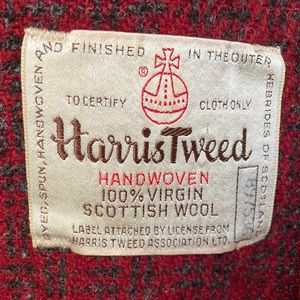 DYED, SPUN, HANDWOVEN AND FINISHED IN THE OUTER HEBRIDES OF SCOTLAND
®
TO CERTIFY CLOTH ONLY
Harris Tweed
HANDWOVEN
100% VIRGIN
SCOTTISH WOOL
LABEL ATTACHED BY LICENSE FROM
HARRIS TWEED ASSOCIATION LTD.